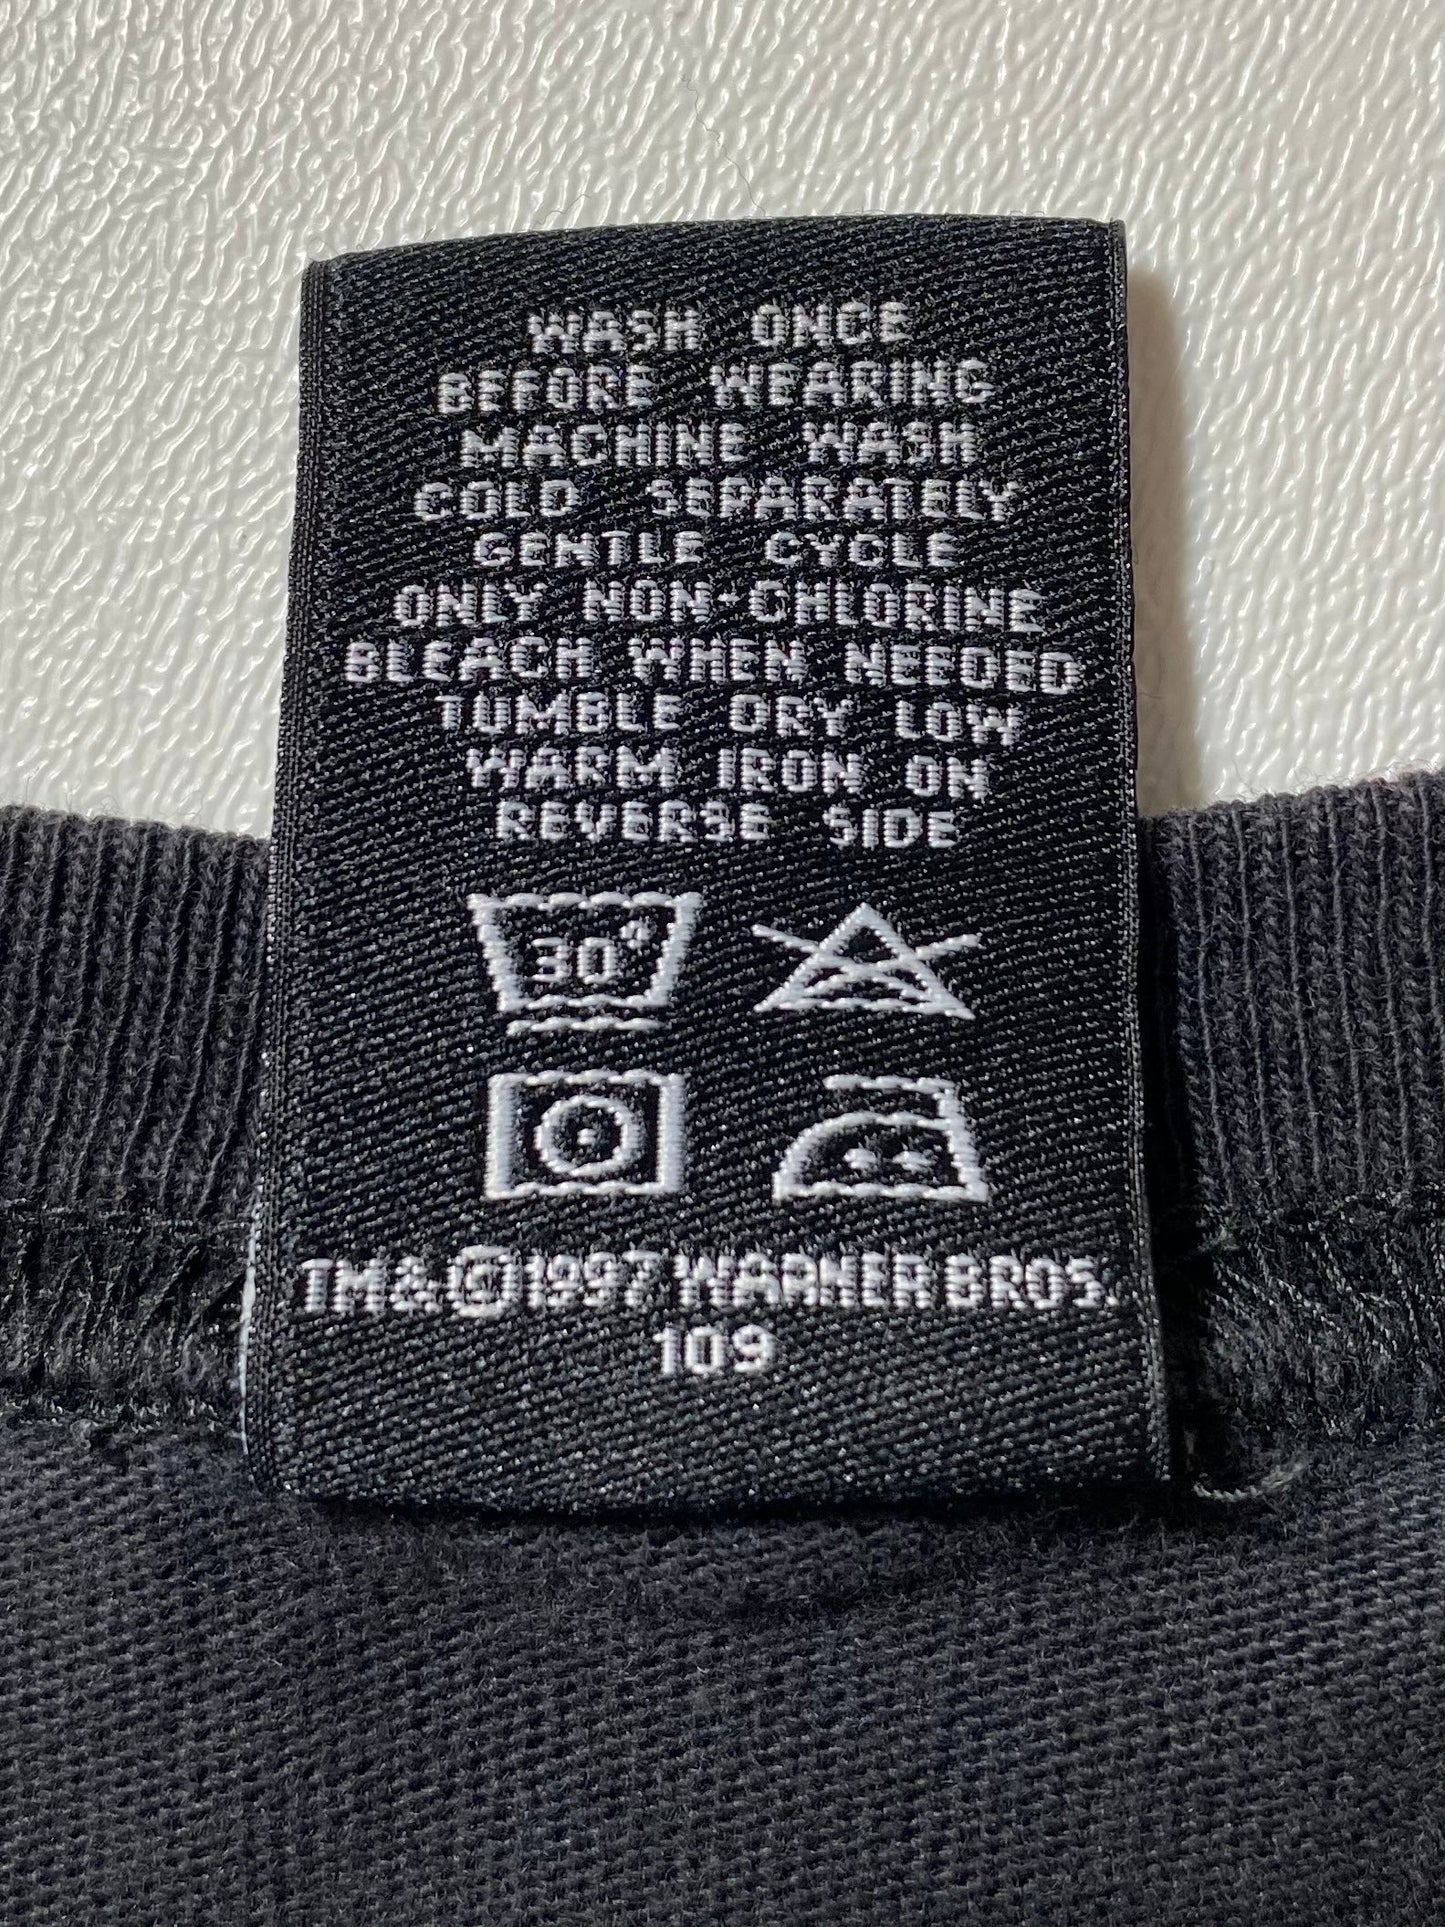 WASH ONCE
BEFORE WEARING
MACHINE WASH
COLD SEPARATELY
GENTLE CYCLE
ONLY NON-CHLORINE
BLEACH WHEN NEEDED
TUMBLE DRY LOW
WARM IRON ON
REVERSE SIDE
30°
TM&©1997 WARNER BROS.
109